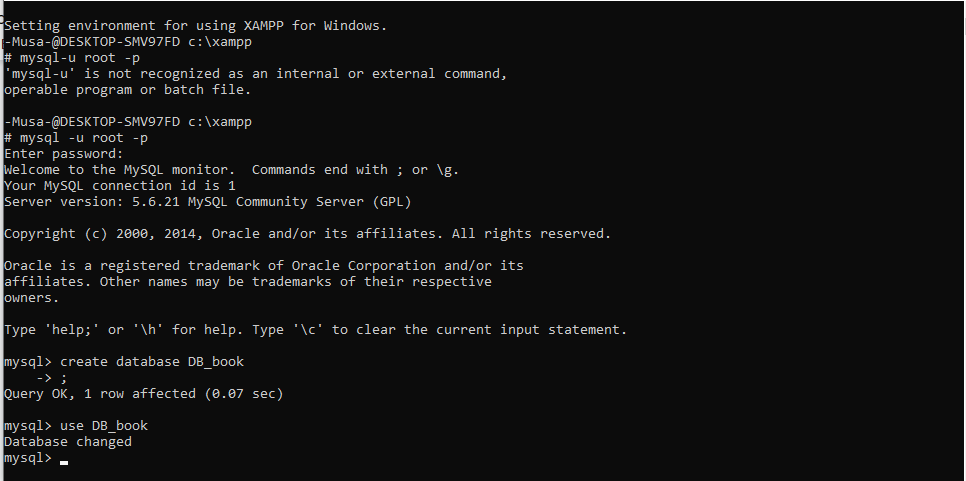 Setting environment for using XAMPP for Windows.
-Musa-@DESKTOP-SMV97FD c:\xampp
# mysql-u root -p
'mysql-u' is not recognized as an internal or external command,
operable program or batch file.
-Musa-@DESKTOP-SMV97FD c:\xampp
# mysql -u root -p
Enter password:
Welcome to the MySQL monitor.  Commands end with ; or \g.
Your MySQL connection id is 1
Server version: 5.6.21 MySQL Community Server (GPL)
Copyright (c) 2000, 2014, Oracle and/or its affiliates. All rights reserved.
Oracle is a registered trademark of Oracle Corporation and/or its
affiliates. Other names may be trademarks of their respective
owners.
Type 'help;' or '\h' for help. Type '\c' to clear the current input statement.
mysql> create database DB_book
    -> ;
Query OK, 1 row affected (0.07 sec)
mysql> use DB_book
Database changed
mysql>